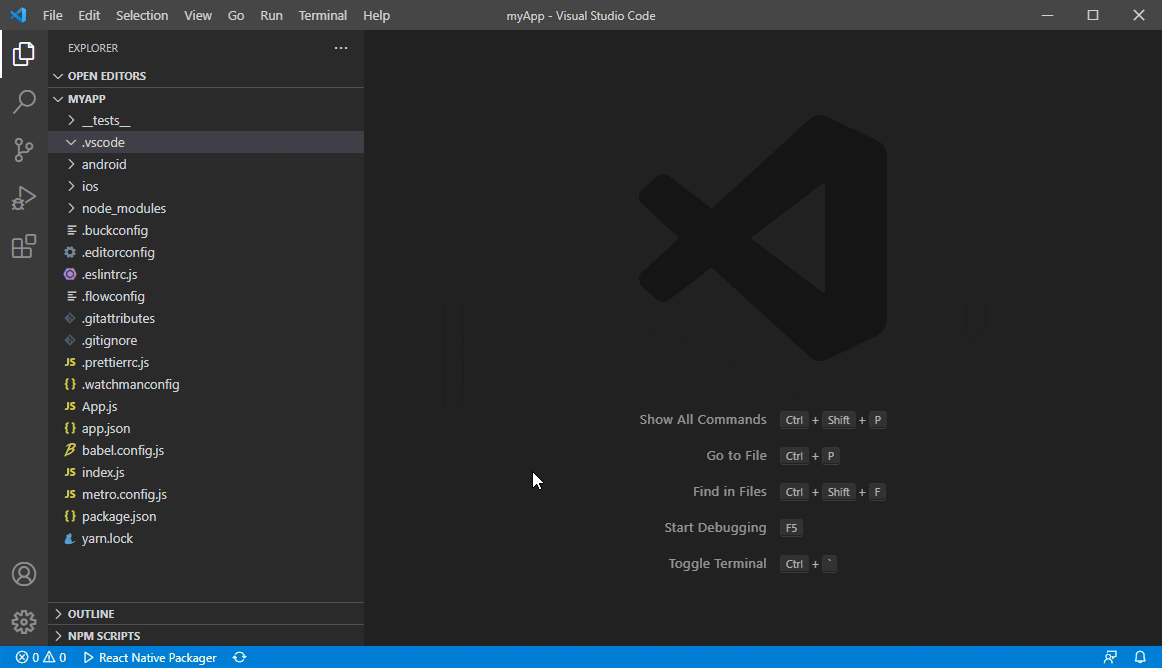 File Edit Selection View Go Run Terminal Help myApp - Visual Studio Code
EXPLORER
OPEN EDITORS
MYAPP
__tests__
.vscode
android
ios
node_modules
.buckconfig
.editorconfig
.eslintrc.js
.flowconfig
.gitattributes
.gitignore
JS .prettierrc.js
{} .watchmanconfig
JS App.js
{} app.json
babel.config.js
JS index.js
JS metro.config.js
{} package.json
yarn.lock
OUTLINE
NPM SCRIPTS
Show All Commands Ctrl + Shift + P
Go to File Ctrl + P
Find in Files Ctrl + Shift + F
Start Debugging F5
Toggle Terminal Ctrl + `
0 0 React Native Packager